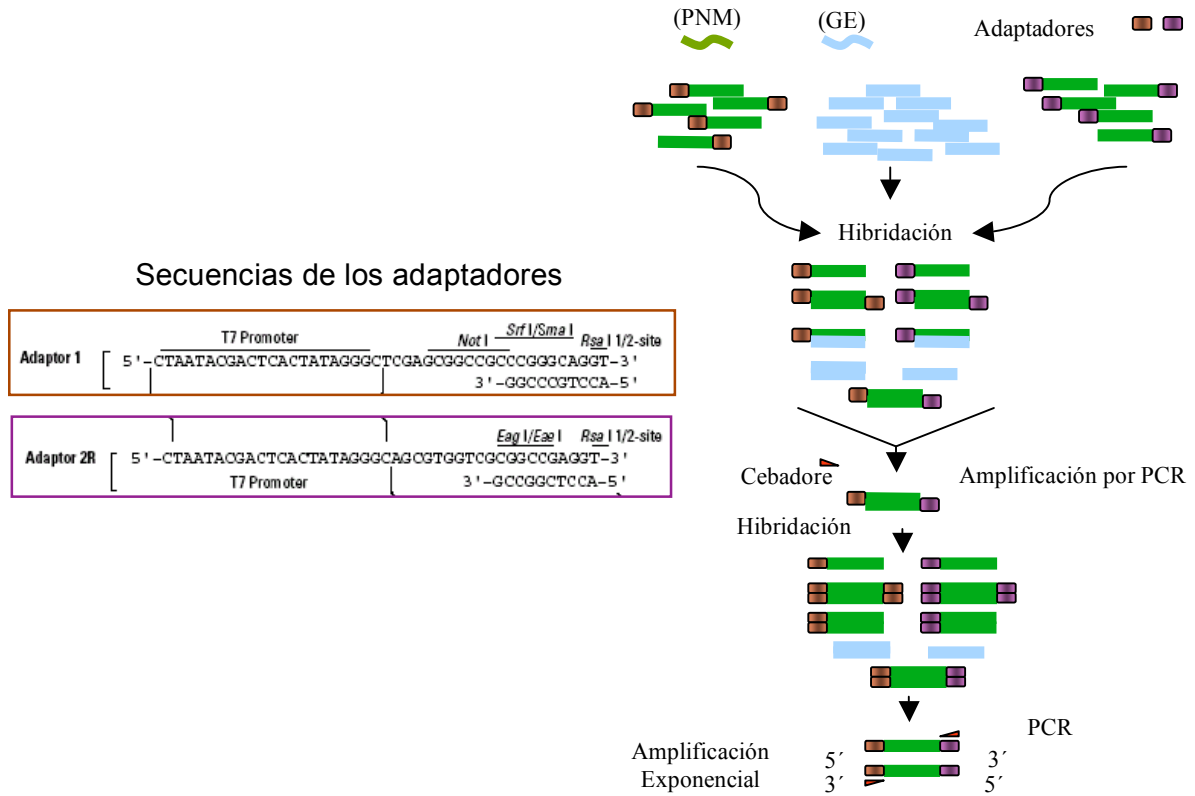 (PNM)
(GE)
Adaptadores
Hibridación
Secuencias de los adaptadores
T7 Promoter
Not I
Srf I/Sma I
Rsa I 1/2-site
Adaptor 1
5'-CTAATACGACTCACTATAGGGCTCGAGCGGCCGCCCGGGCAGGT-3'
3'-GGCCCGTCCA-5'
Eag I/Eae I
Rsa I 1/2-site
Adaptor 2R
5'-CTAATACGACTCACTATAGGGCAGCGTGGTCGCGGCCGAGGT-3'
T7 Promoter
3'-GCCGGCTCCA-5'
Cebadore
Amplificación por PCR
Hibridación
PCR
Amplificación
Exponencial
5´
3´
3´
5´